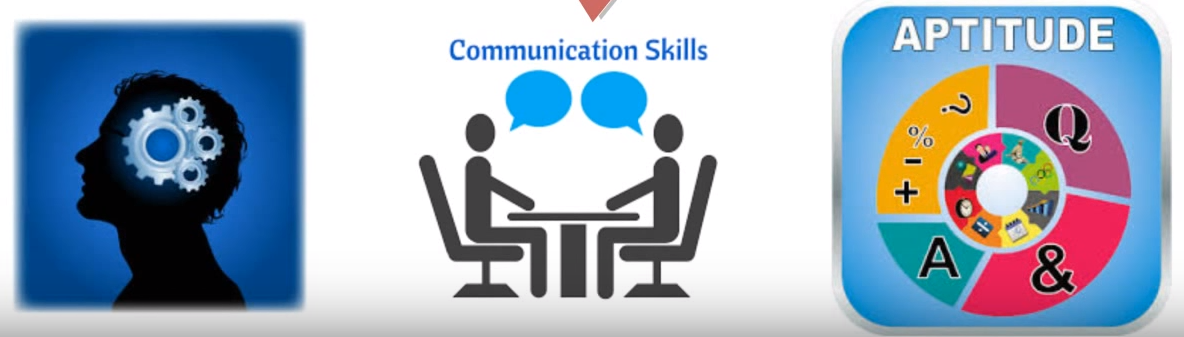 Communication Skills
APTITUDE
?
%
-
+
Q
A
&